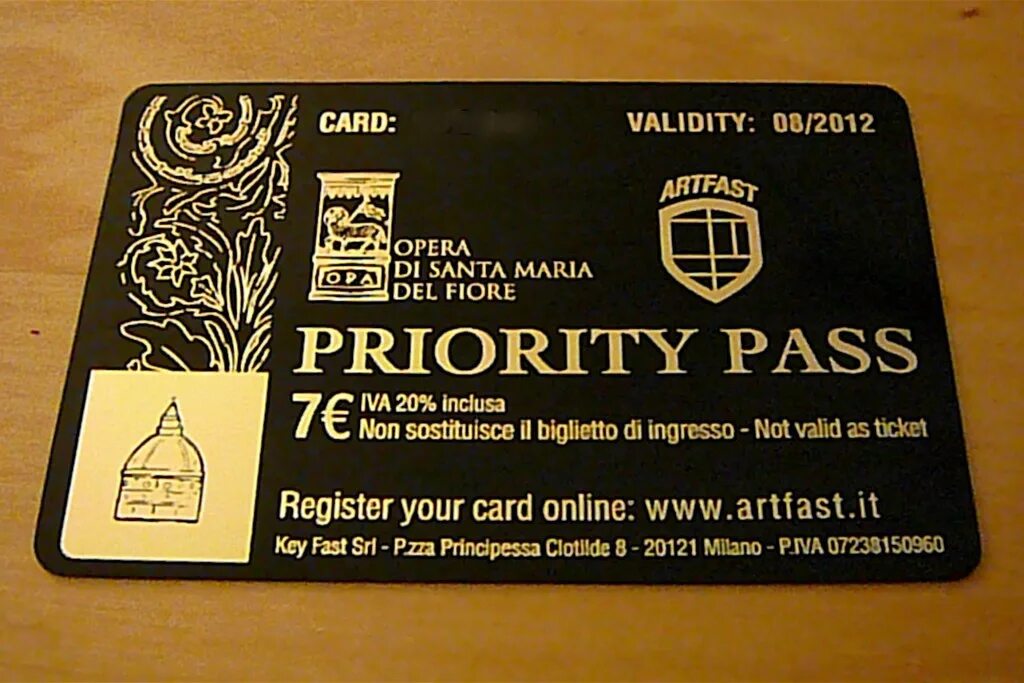 CARD:
VALIDITY: 08/2012
ARTFAST
OPERA
DI SANTA MARIA
DEL FIORE
OPA
PRIORITY PASS
7€ IVA 20% inclusa
Non sostituisce il biglietto di ingresso - Not valid as ticket
Register your card online: www.artfast.it
Key Fast Srl - P.zza Principessa Clotilde 8 - 20121 Milano - P.IVA 07238150960